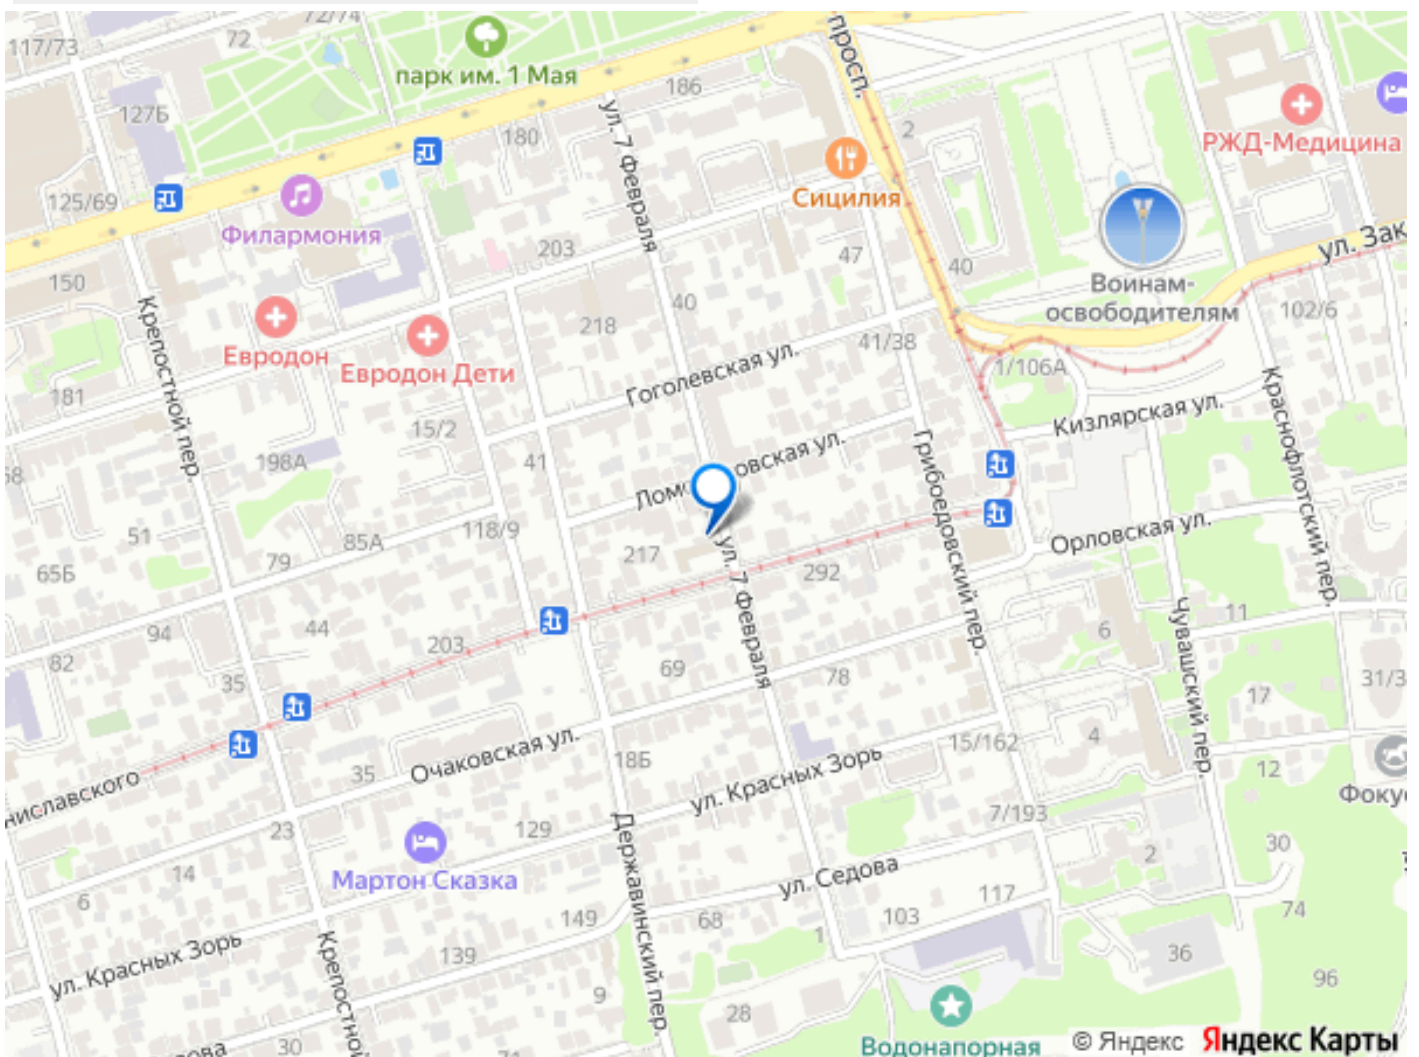 72/74
117/73
72
парк им. 1 Мая
просп.
186
127Б
180
ул. 7 Февраля
2
РЖД-Медицина
Сицилия
125/69
Филармония
203
47
40
ул. Зак
150
Воинам-
освободителям
Крепостной пер.
40
218
102/6
Евродон
Евродон Дети
41/38
1/106А
181
Гоголевская ул.
Кизлярская ул.
Краснофлотский пер.
15/2
Грибоедовский пер.
198А
41
51
85А
118/9
Орловская ул.
79
217
ул. 7 Февраля
292
65Б
94
44
203
Чувашский пер.
11
6
82
35
69
78
17
31/3
Очаковская ул.
18Б
15/162
4
35
ул. Красных Зорь
12
ниславского
Фокус
23
129
7/193
Державинский пер.
30
14
2
Мартон Сказка
ул. Седова
6
149
68
103
117
74
1
ул. Красных Зорь
Крепостной
139
36
9
96
28
30
Водонапорная
© Яндекс
Яндекс Карты